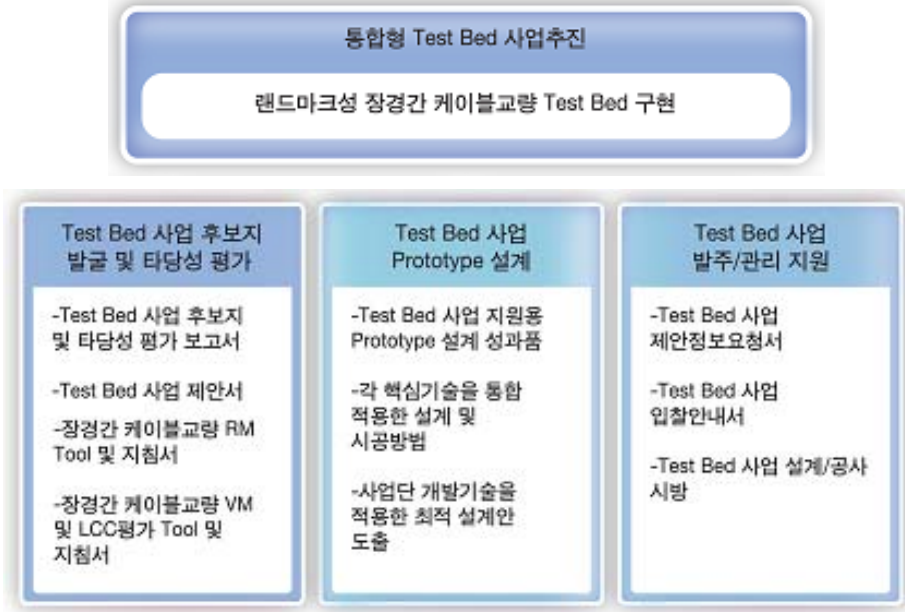 통합형 Test Bed 사업추진
랜드마크성 장경간 케이블교량 Test Bed 구현
Test Bed 사업 후보지
발굴 및 타당성 평가
-Test Bed 사업 후보지
및 타당성 평가 보고서
-Test Bed 사업 제안서
-장경간 케이블교량 RM
Tool 및 지침서
-장경간 케이블교량 VM
및 LCC평가 Tool 및
지침서
Test Bed 사업
Prototype 설계
-Test Bed 사업 지원용
Prototype 설계 성과품
-각 핵심기술을 통합
적용한 설계 및
시공방법
-사업단 개발기술을
적용한 최적 설계안
도출
Test Bed 사업
발주/관리 지원
-Test Bed 사업
제안정보요청서
-Test Bed 사업
입찰안내서
-Test Bed 사업 설계/공사
시방